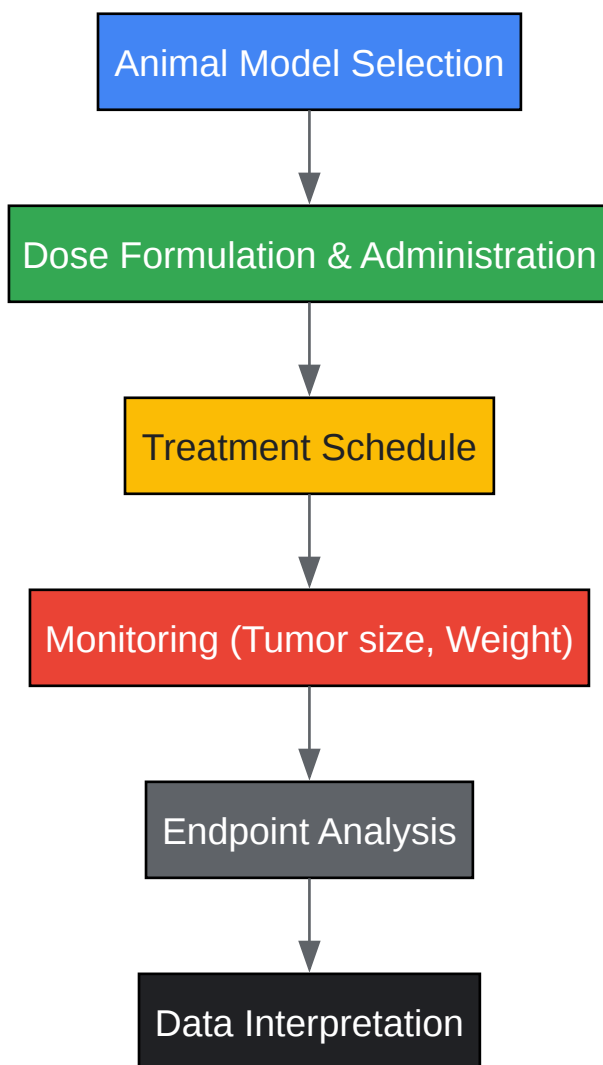 Animal Model Selection
Dose Formulation & Administration
Treatment Schedule
Monitoring (Tumor size, Weight)
Endpoint Analysis
Data Interpretation